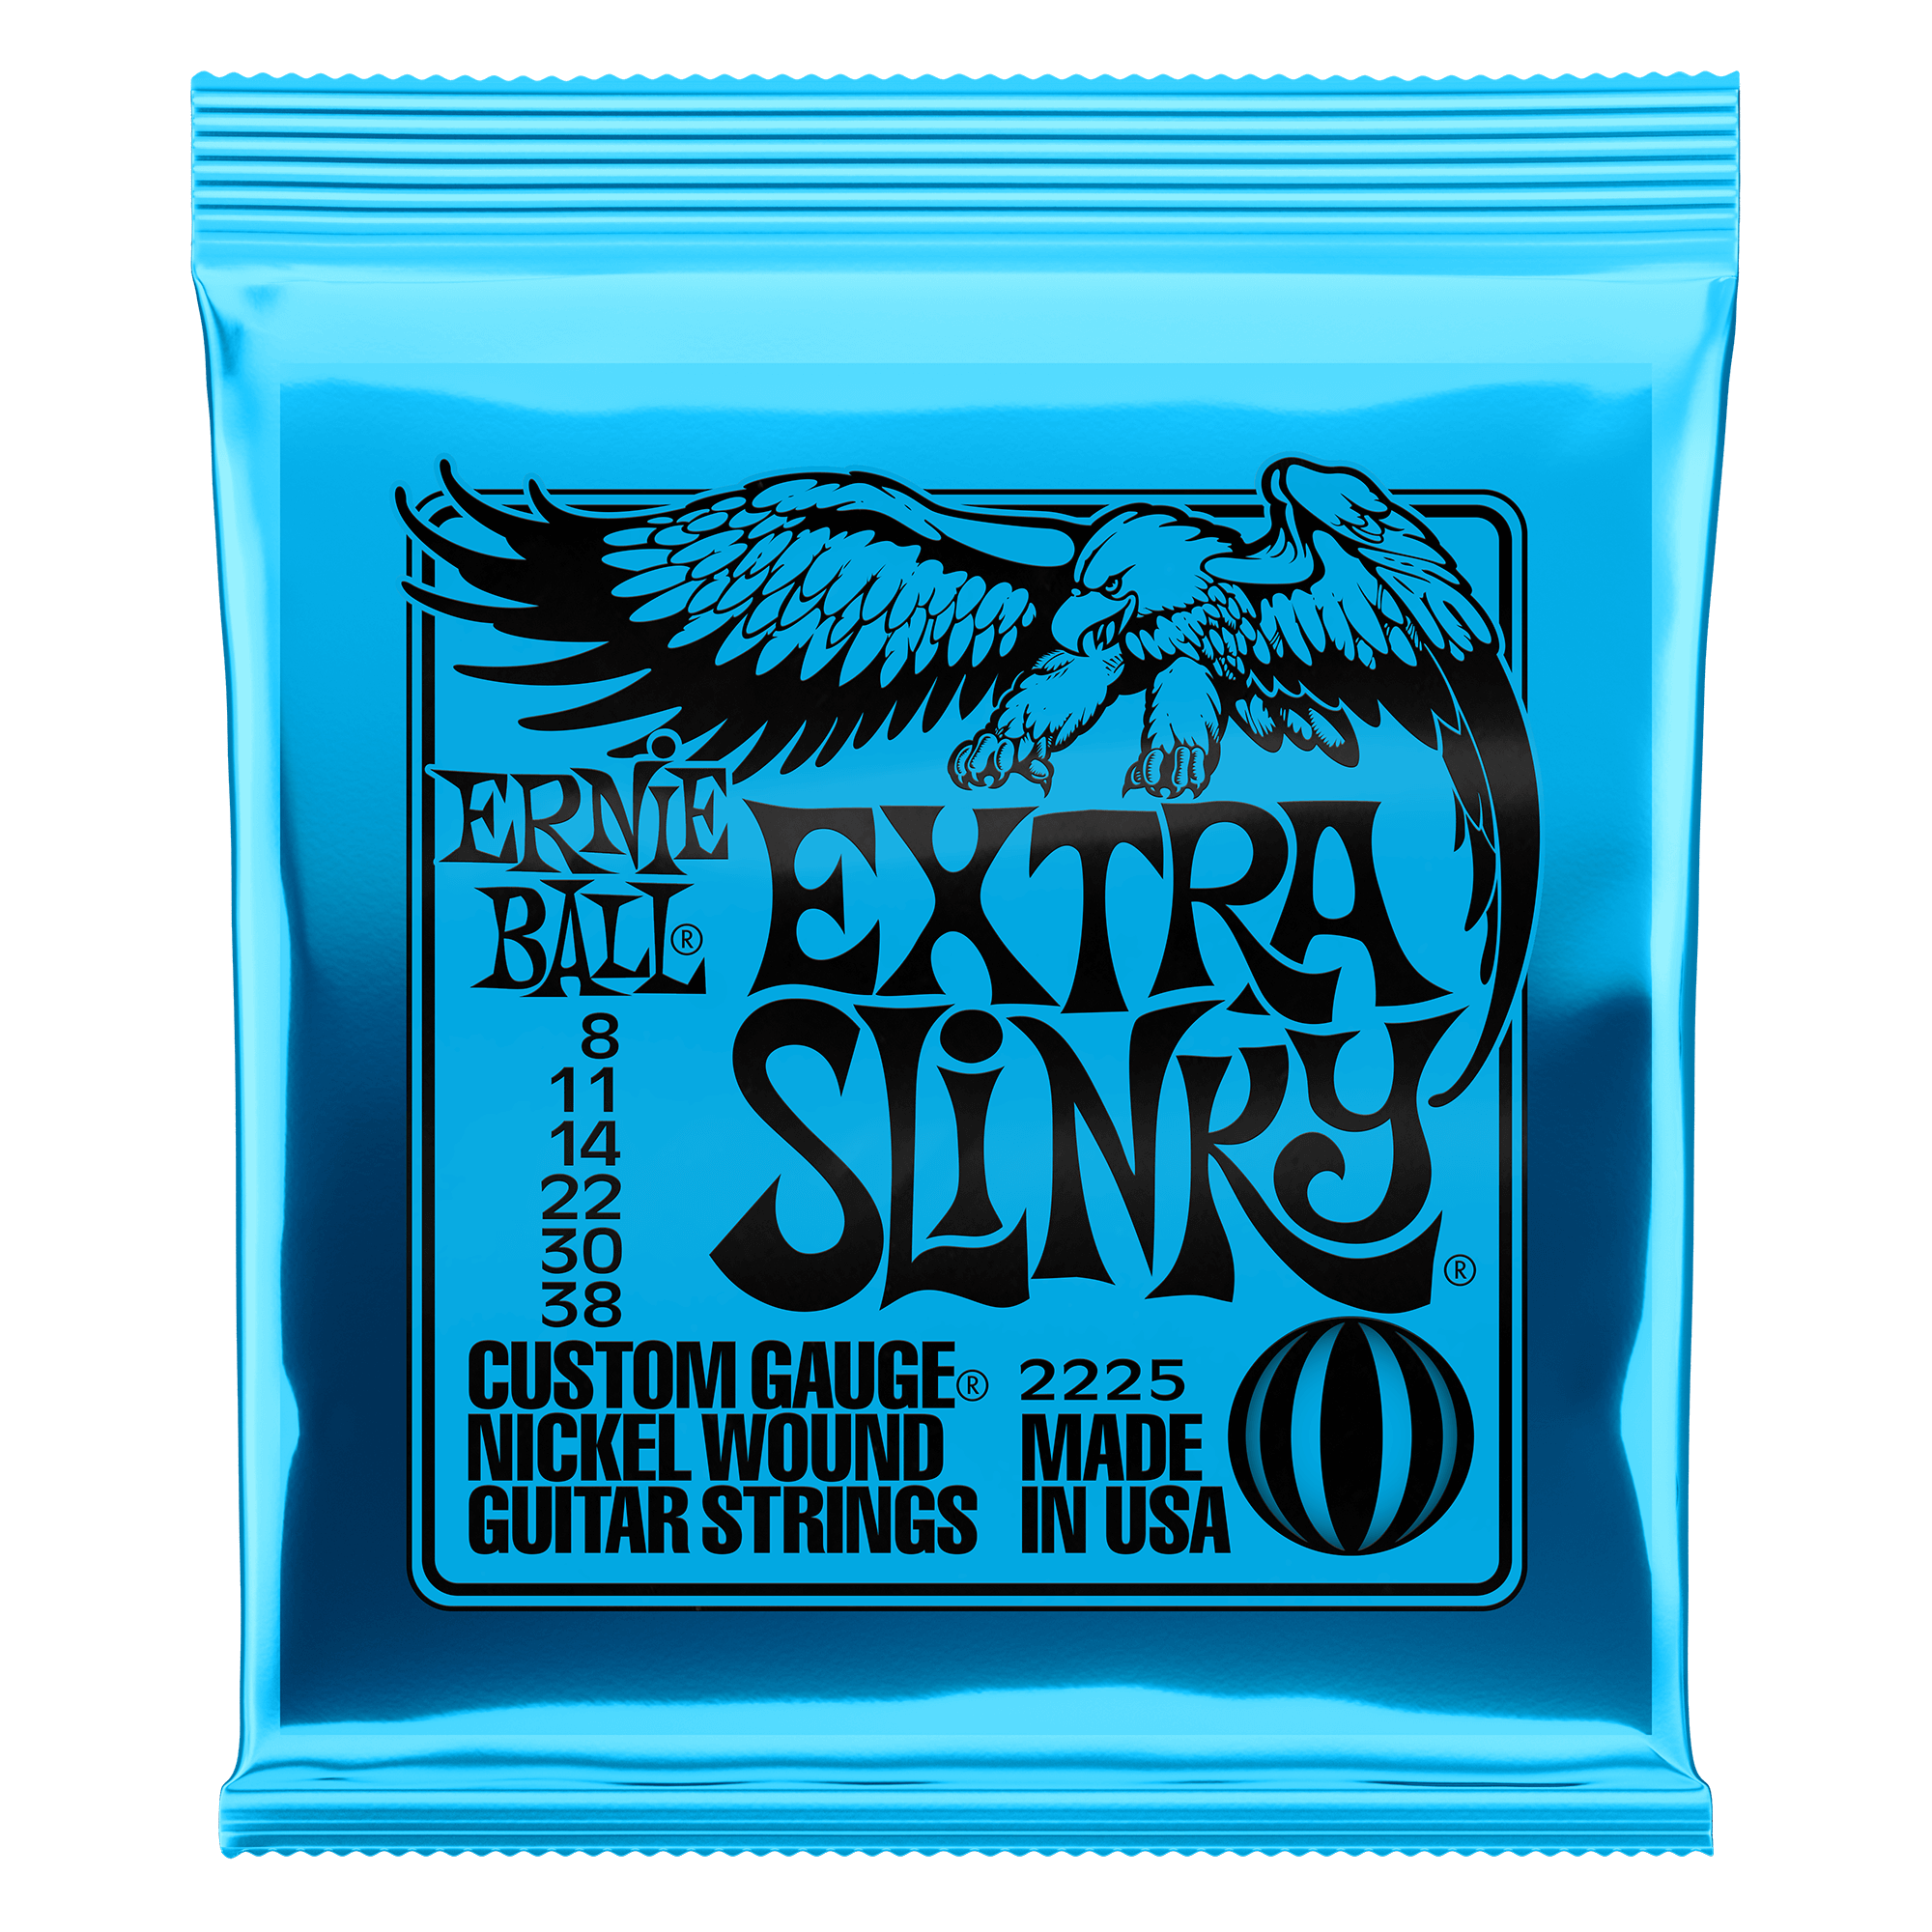 ERNiE
BALL®
EXTRA
SLiNKY®
8
11
14
22
30
38
CUSTOM GAUGE®
NICKEL WOUND
GUITAR STRINGS
2225
MADE
IN USA